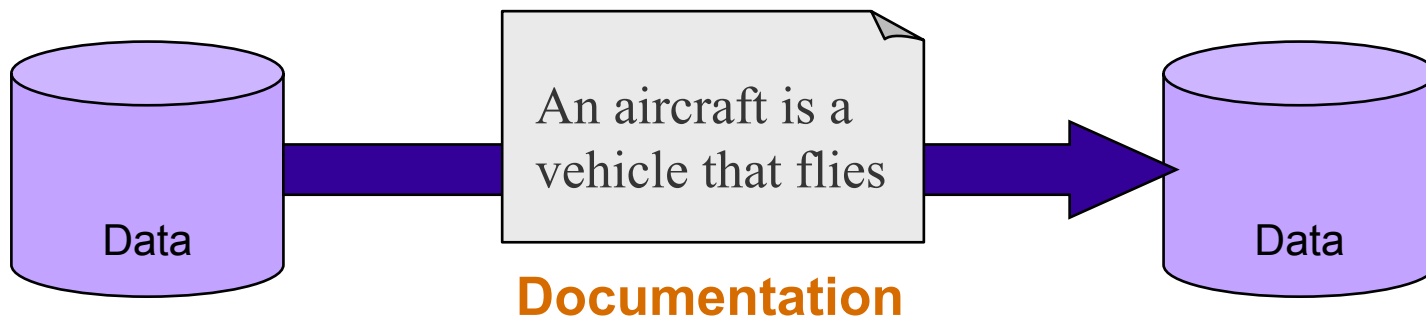 An aircraft is a
vehicle that flies
Data
Data
Documentation